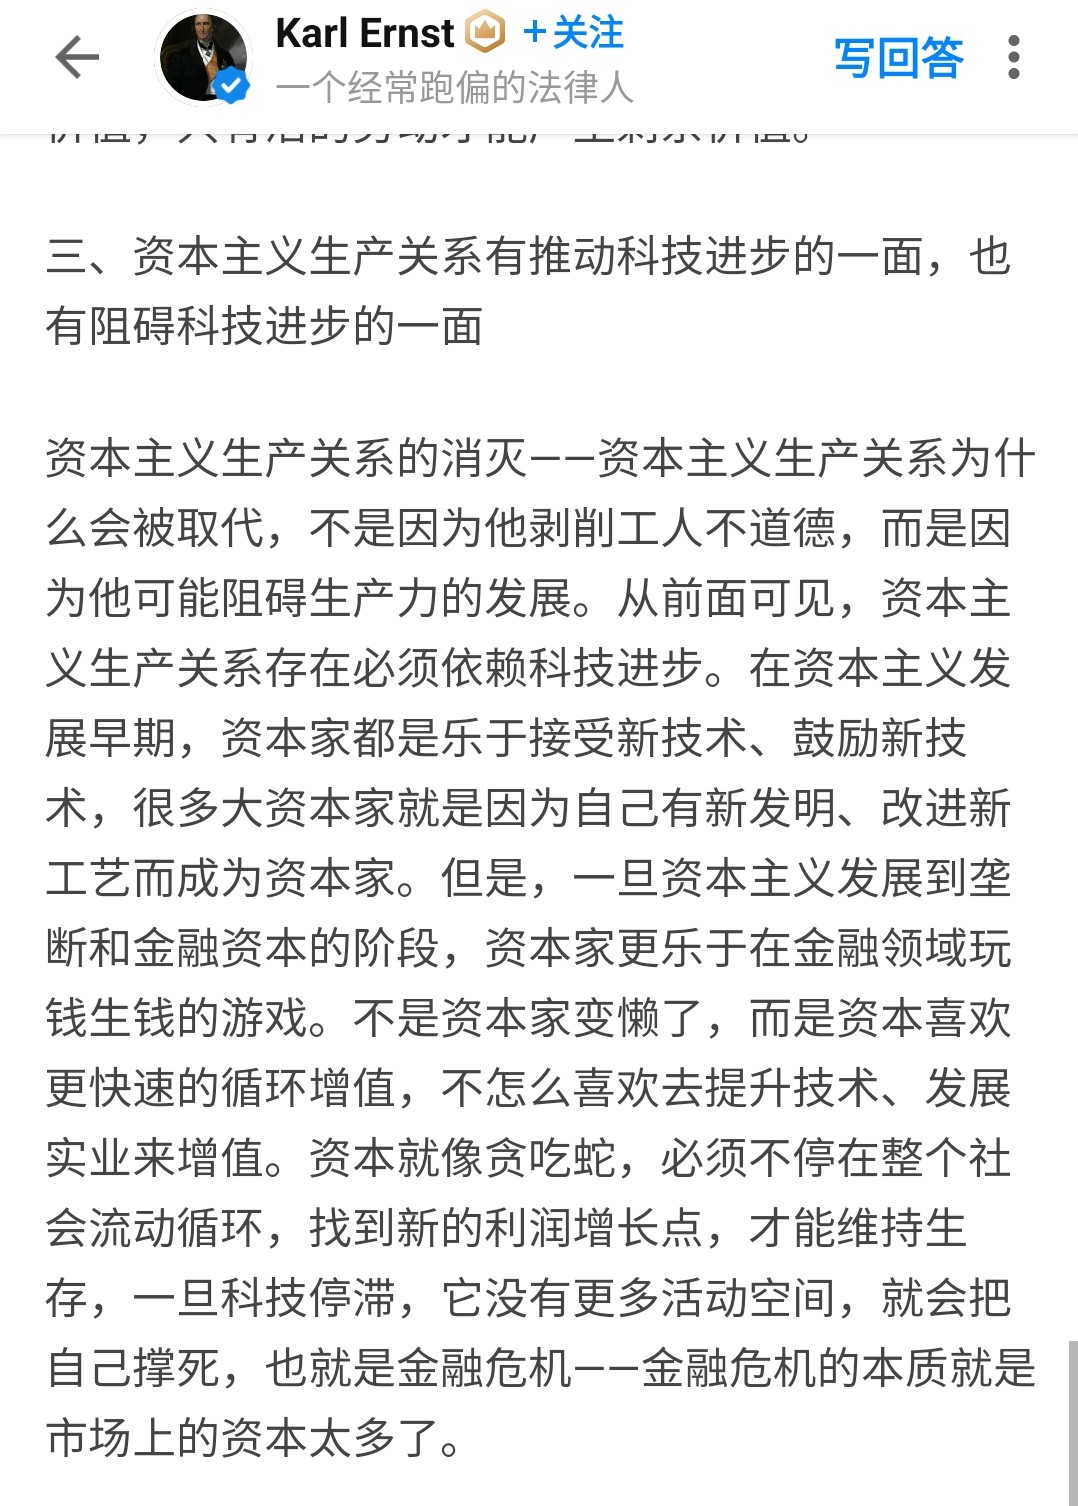 Karl Ernst +关注
一个经常跑偏的法律人
写回答
三、资本主义生产关系有推动科技进步的一面，也
有阻碍科技进步的一面
资本主义生产关系的消灭——资本主义生产关系为什
么会被取代，不是因为他剥削工人不道德，而是因
为他可能阻碍生产力的发展。从前面可见，资本主
义生产关系存在必须依赖科技进步。在资本主义发
展早期，资本家都是乐于接受新技术、鼓励新技
术，很多大资本家就是因为自己有新发明、改进新
工艺而成为资本家。但是，一旦资本主义发展到垄
断和金融资本的阶段，资本家更乐于在金融领域玩
钱生钱的游戏。不是资本家变懒了，而是资本喜欢
更快速的循环增值，不怎么喜欢去提升技术、发展
实业来增值。资本就像贪吃蛇，必须不停在整个社
会流动循环，找到新的利润增长点，才能维持生
存，一旦科技停滞，它没有更多活动空间，就会把
自己撑死，也就是金融危机——金融危机的本质就是
市场上的资本太多了。